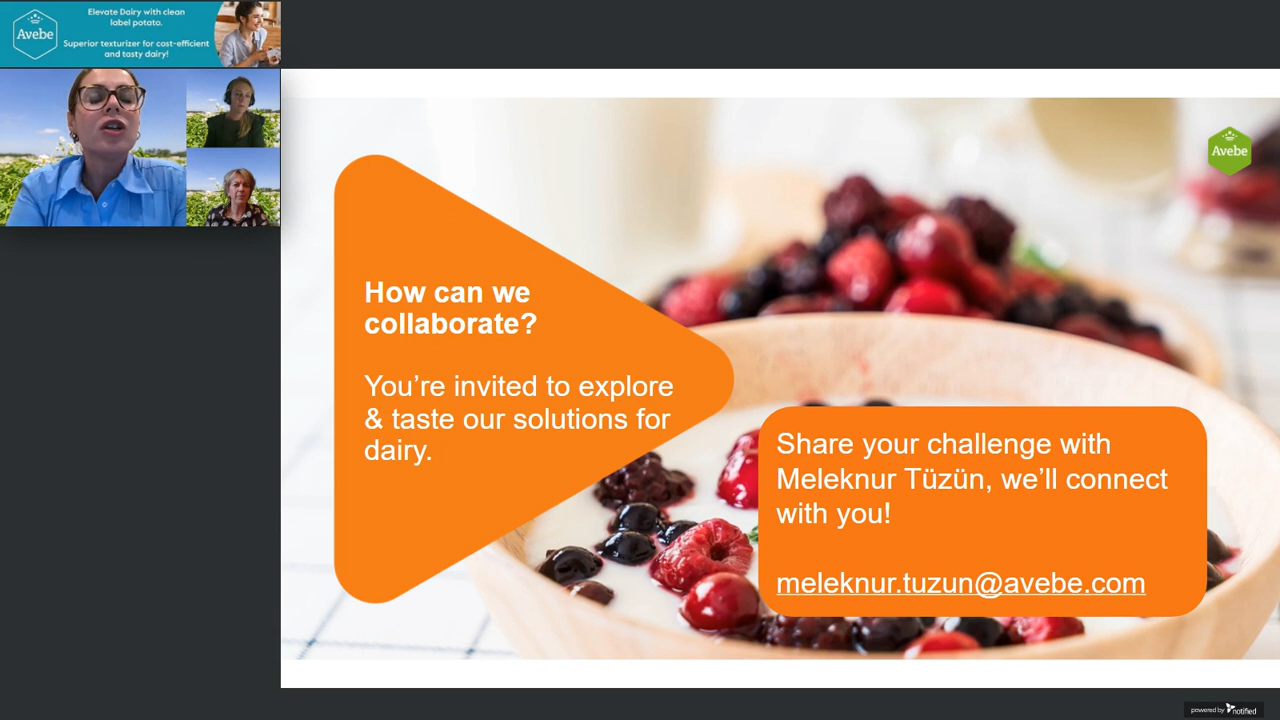 Elevate Dairy with clean
label potato.
Superior texturizer for cost-efficient
and tasty dairy!
Avebe
Avebe
How can we
collaborate?
You’re invited to explore
& taste our solutions for
dairy.
Share your challenge with
Meleknur Tüzün, we’ll connect
with you!
meleknur.tuzun@avebe.com
powered by notified